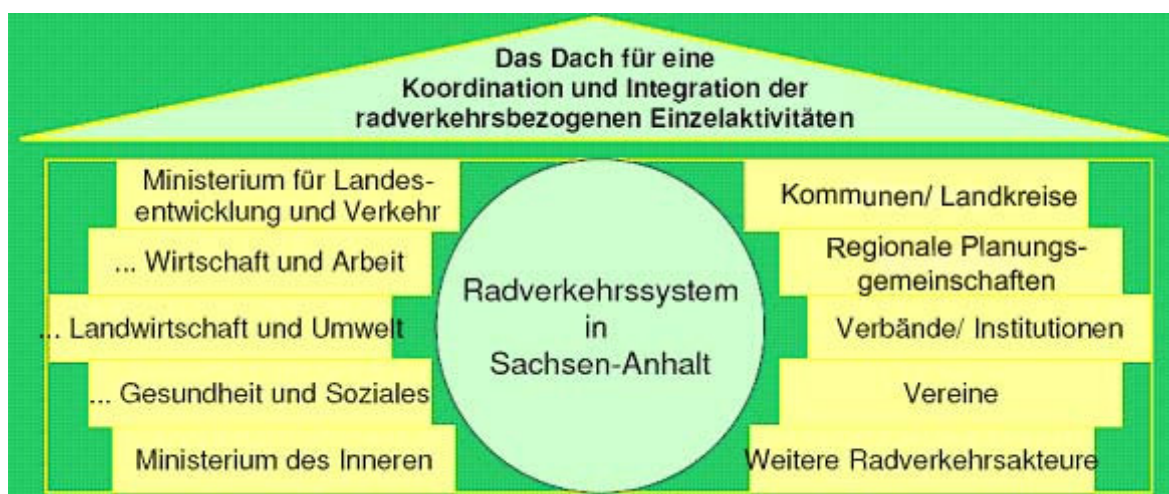 Das Dach für eine
Koordination und Integration der
radverkehrsbezogenen Einzelaktivitäten
Ministerium für Landes-
entwicklung und Verkehr
... Wirtschaft und Arbeit
... Landwirtschaft und Umwelt
... Gesundheit und Soziales
Ministerium des Inneren
Radverkehrssystem
in
Sachsen-Anhalt
Kommunen/ Landkreise
Regionale Planungs-
gemeinschaften
Verbände/ Institutionen
Vereine
Weitere Radverkehrsakteure